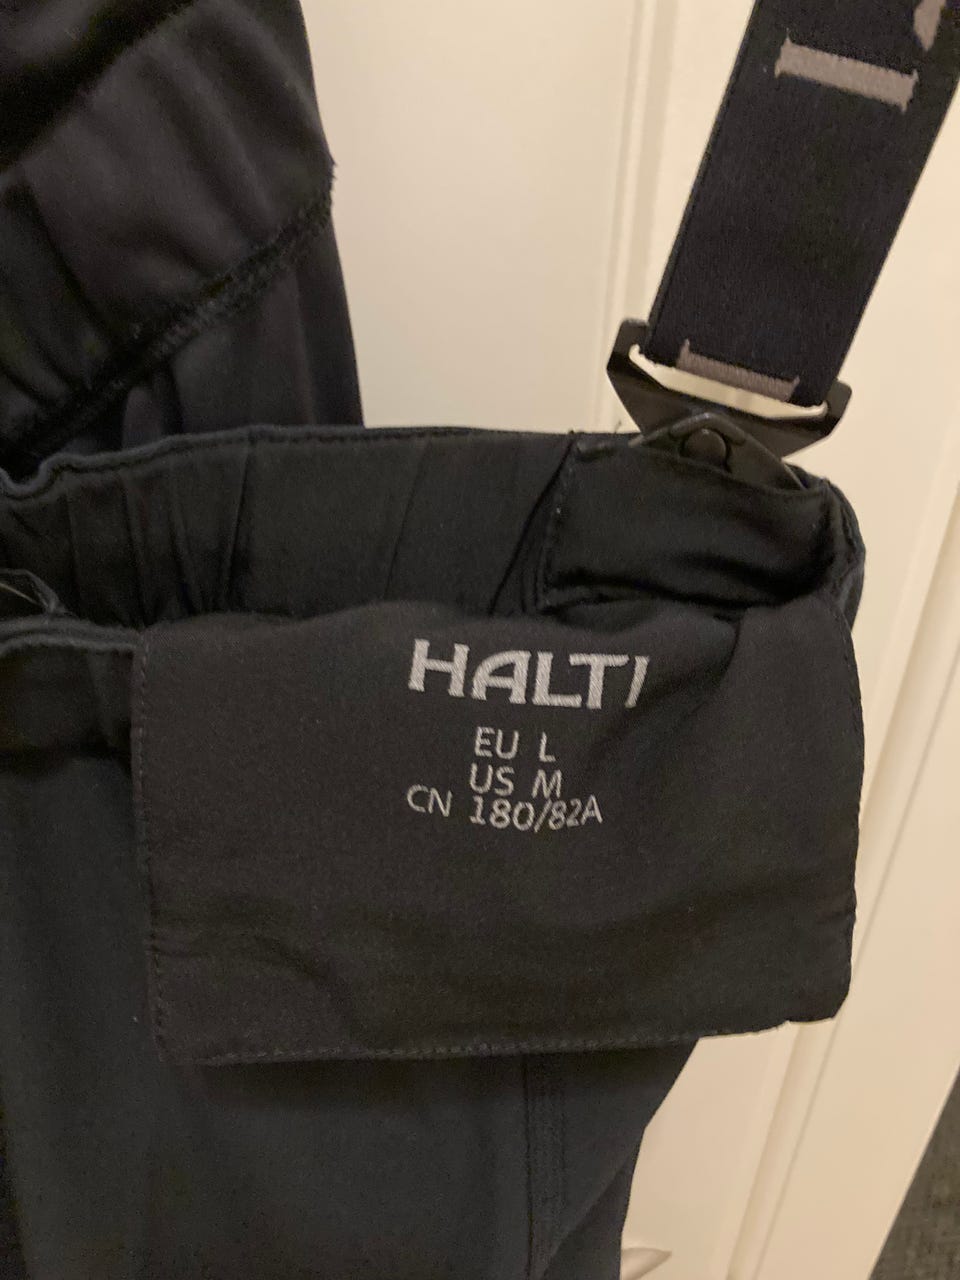 HALTI
EU L
US M
CN 180/82A